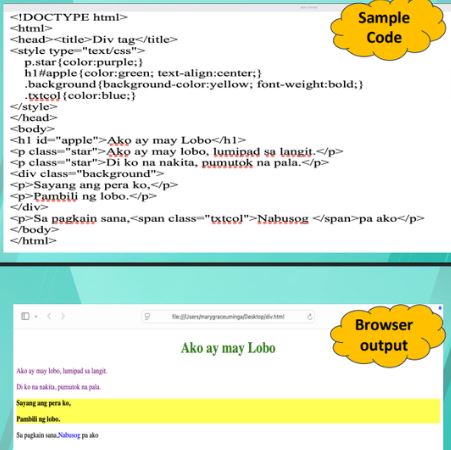 Sample
Code
<!DOCTYPE html>
<html>
<head><title>Div tag</title>
<style type="text/css">
p.star{color:purple;}
h1#apple{color:green; text-align:center;}
.background{background-color:yellow; font-weight:bold;}
.txtcol{color:blue;}
</style>
</head>
<body>
<h1 id="apple">Ako ay may Lobo</h1>
<p class="star">Ako ay may lobo, lumipad sa langit.</p>
<p class="star">Di ko na nakita, pumutok na pala.</p>
<div class="background">
<p>Sayang ang pera ko,</p>
<p>Pambili ng lobo.</p>
</div>
<p>Sa pagkain sana,<span class="txtcol">Nabusog </span>pa ako</p>
</body>
</html>
Browser
output
Ako ay may Lobo
Ako ay may lobo, lumipad sa langit.
Di ko na nakita, pumutok na pala.
Sayang ang pera ko,
Pambili ng lobo.
Sa pagkain sana,Nabusog pa ako